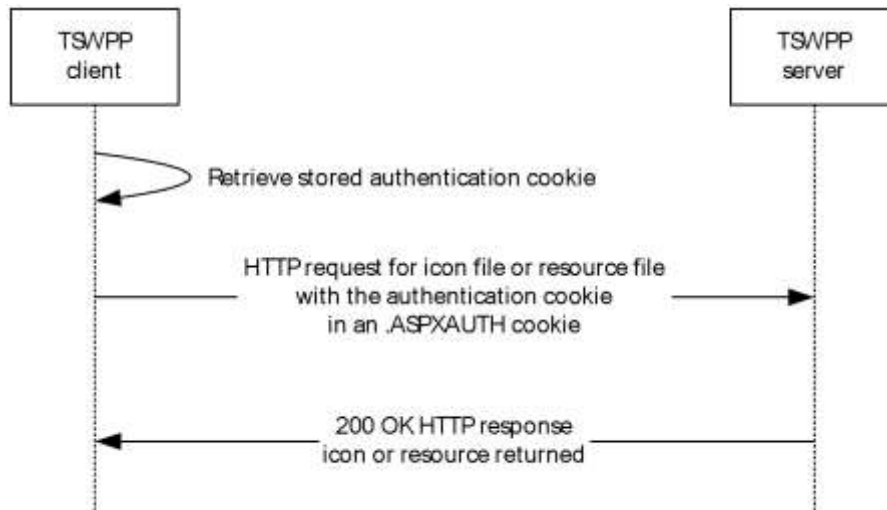 TSWPP
client
TSWPP
server
Retrieve stored authentication cookie
HTTP request for icon file or resource file
with the authentication cookie
in an .ASPXAUTH cookie
200 OK HTTP response
icon or resource returned